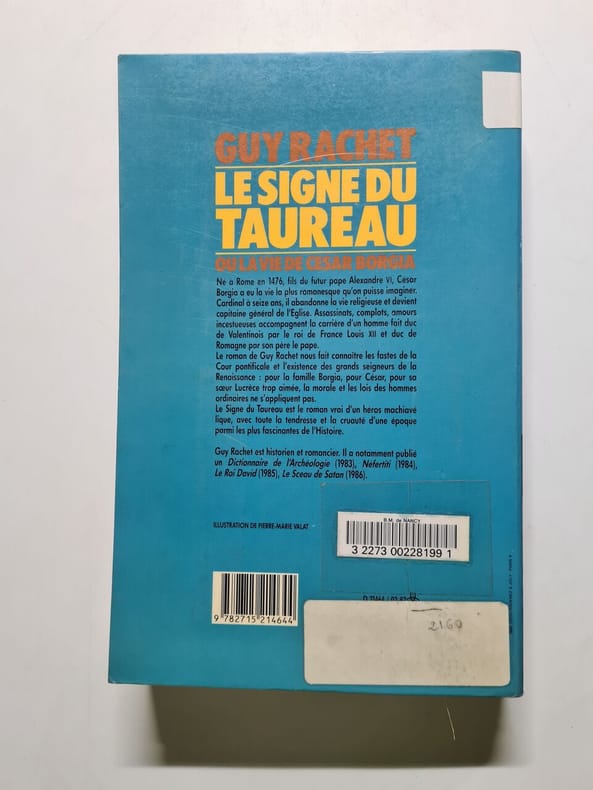 GUY RACHET
LE SIGNE DU
TAUREAU
OU LA VIE DE CESAR BORGIA
Ne a Rome en 1476, fils du futur pape Alexandre VI, César
Borgia a eu la vie la plus romanesque qu'on puisse imaginer.
Cardinal à seize ans, il abandonne la vie religieuse et devient
capitaine général de l'Eglise. Assassinats, complots, amours
incestueuses accompagnent la carrière d'un homme fait duc
de Valentinois par le roi de France Louis XII et duc de
Romagne par son père le pape.
Le roman de Guy Rachet nous fait connaitre les fastes de la
Cour pontificale et l'existence des grands seigneurs de la
Renaissance : pour la famille Borgia, pour César, pour sa
sœur Lucrèce trop aimée, la morale et les lois des hommes
ordinaires ne s'appliquent pas.
Le Signe du Taureau est le roman vrai d'un héros machiavé
lique, avec toute la tendresse et la cruauté d'une époque
parmi les plus fascinantes de l'Histoire.
Guy Rachet est historien et romancier. Il a notamment publié
un Dictionnaire de l'Archéologie (1983), Néfertiti (1984),
Le Roi David (1985), Le Sceau de Satan (1986).
ILLUSTRATION DE PIERRE-MARIE VALAT
B.M. de NANCY
3 2273 00228199 1
9 782715 214644
2160